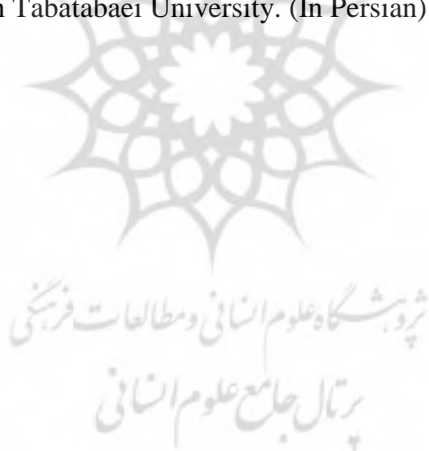 n Tabatabaei University. (In Persian)
پژوهشگاه علوم انسانی و مطالعات فرهنگی
پرتال جامع علوم انسانی